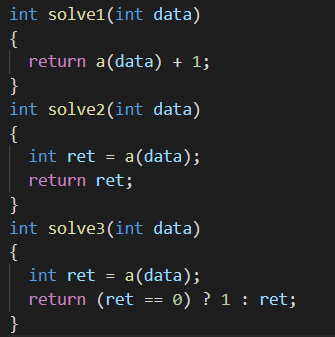 int solve1(int data)
{
return a(data) + 1;
}
int solve2(int data)
{
int ret = a(data);
return ret;
}
int solve3(int data)
{
int ret = a(data);
return (ret == 0) ? 1 : ret;
}